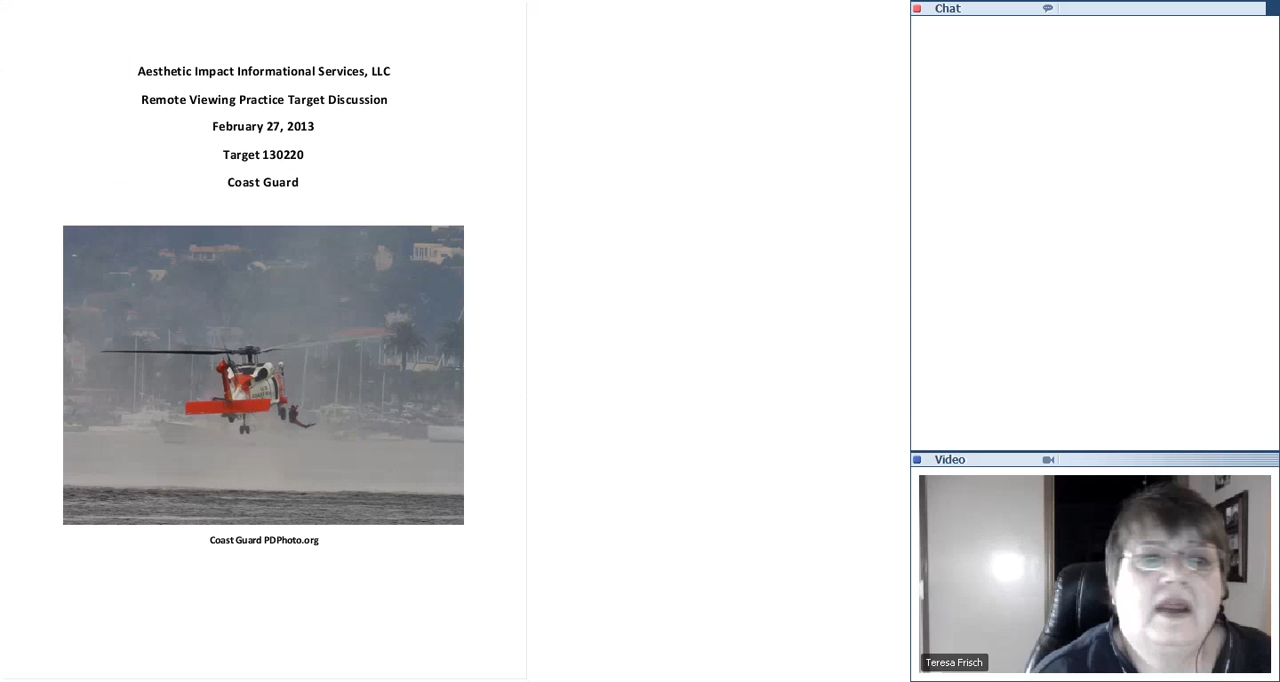 Aesthetic Impact Informational Services, LLC
Remote Viewing Practice Target Discussion
February 27, 2013
Target 130220
Coast Guard
Coast Guard PDPhoto.org
Chat
Video
Teresa Frisch